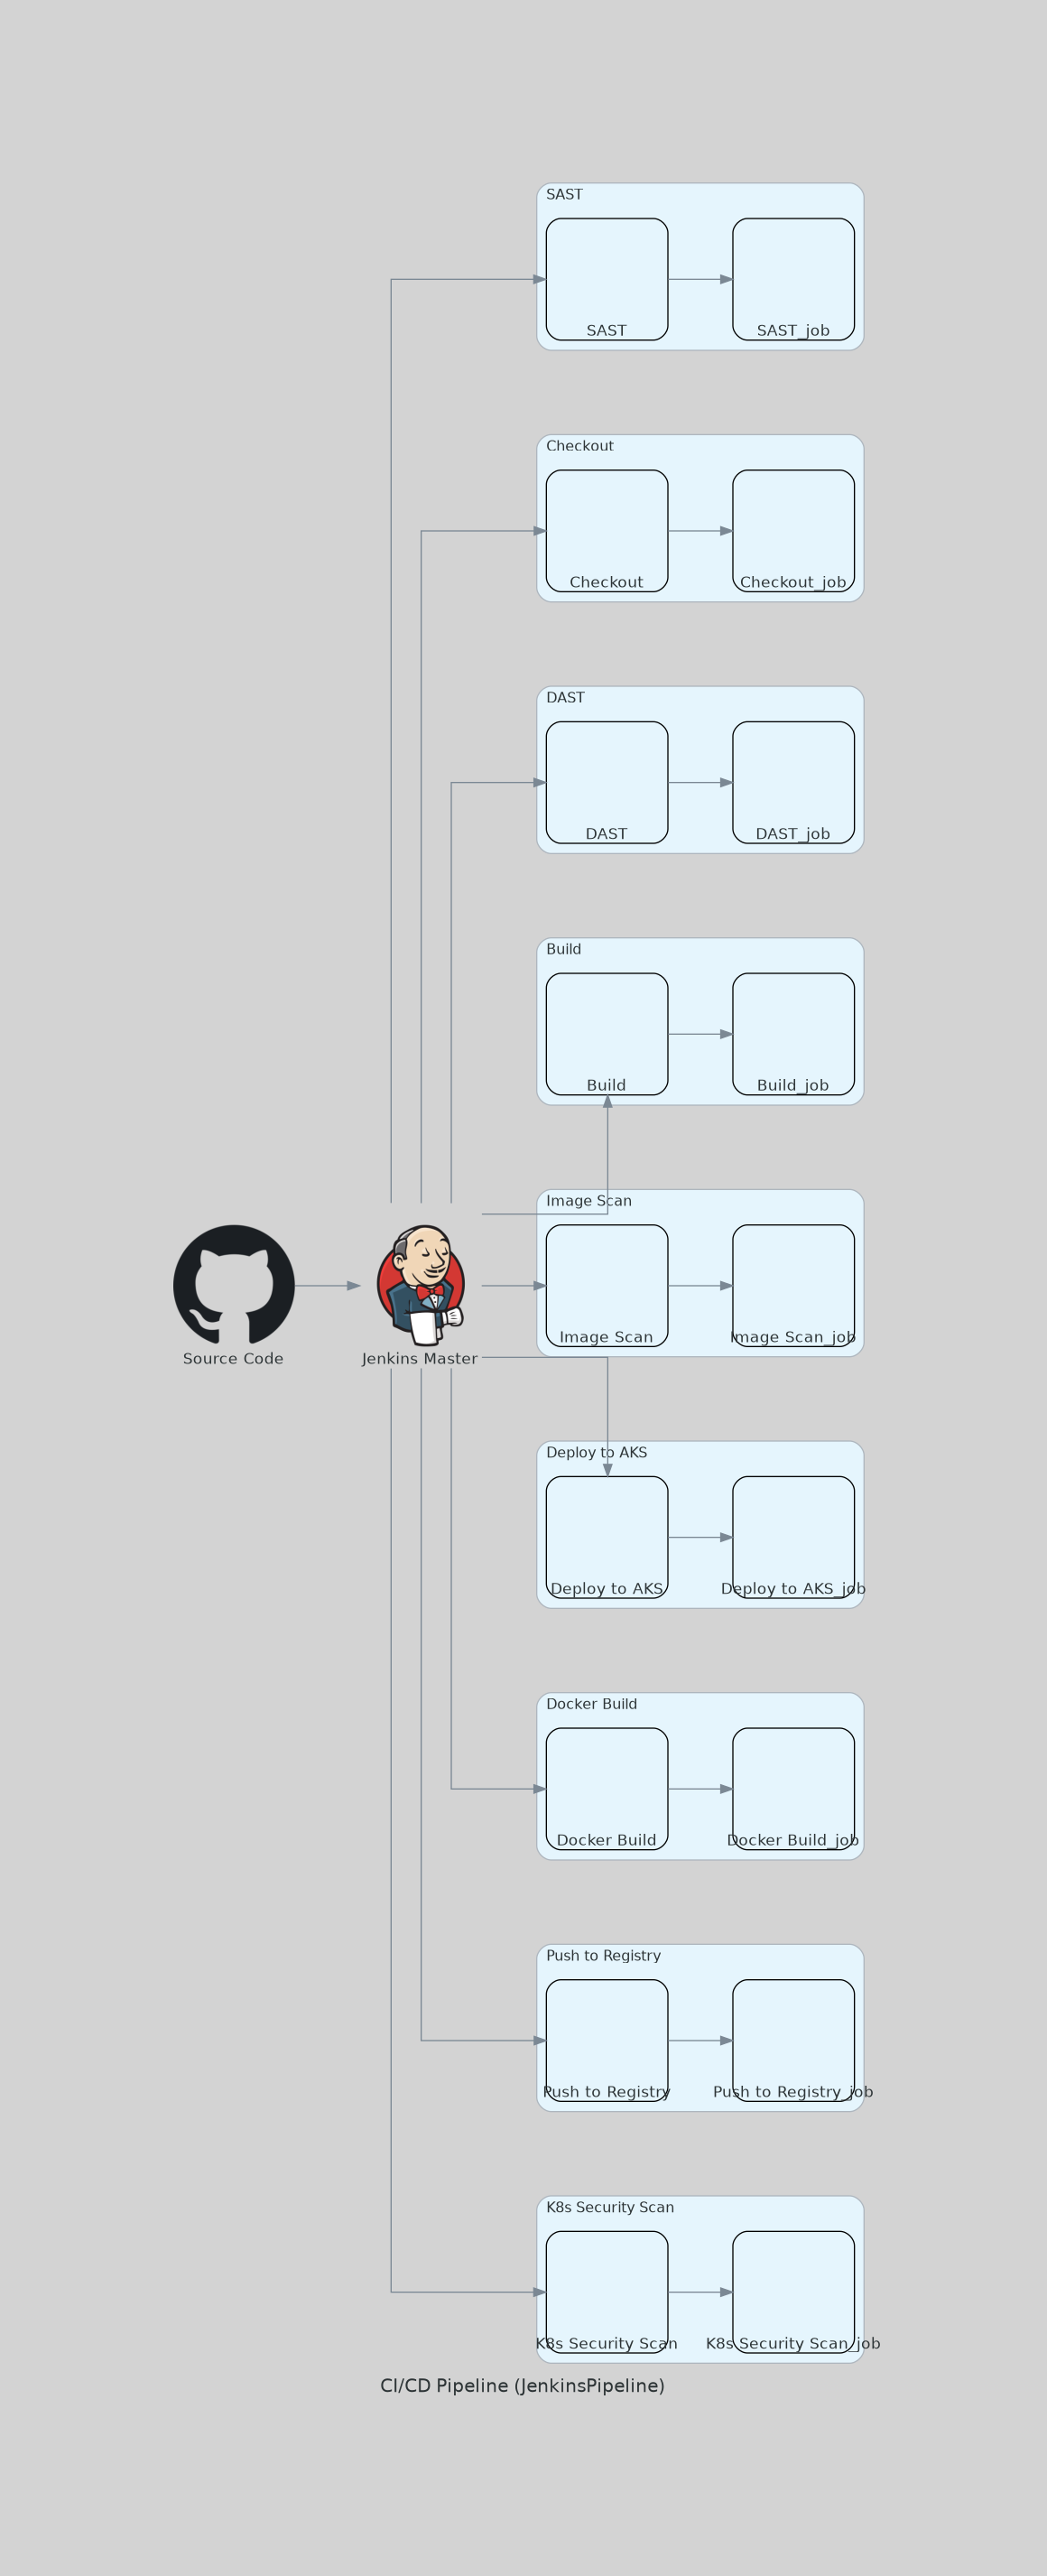 SAST
SAST
SAST_job
Checkout
Checkout
Checkout_job
DAST
DAST
DAST_job
Build
Build
Build_job
Source Code
Jenkins Master
Image Scan
Image Scan
Image Scan_job
Deploy to AKS
Deploy to AKS
Deploy to AKS_job
Docker Build
Docker Build
Docker Build_job
Push to Registry
Push to Registry
Push to Registry_job
K8s Security Scan
K8s Security Scan
K8s Security Scan_job
CI/CD Pipeline (JenkinsPipeline)